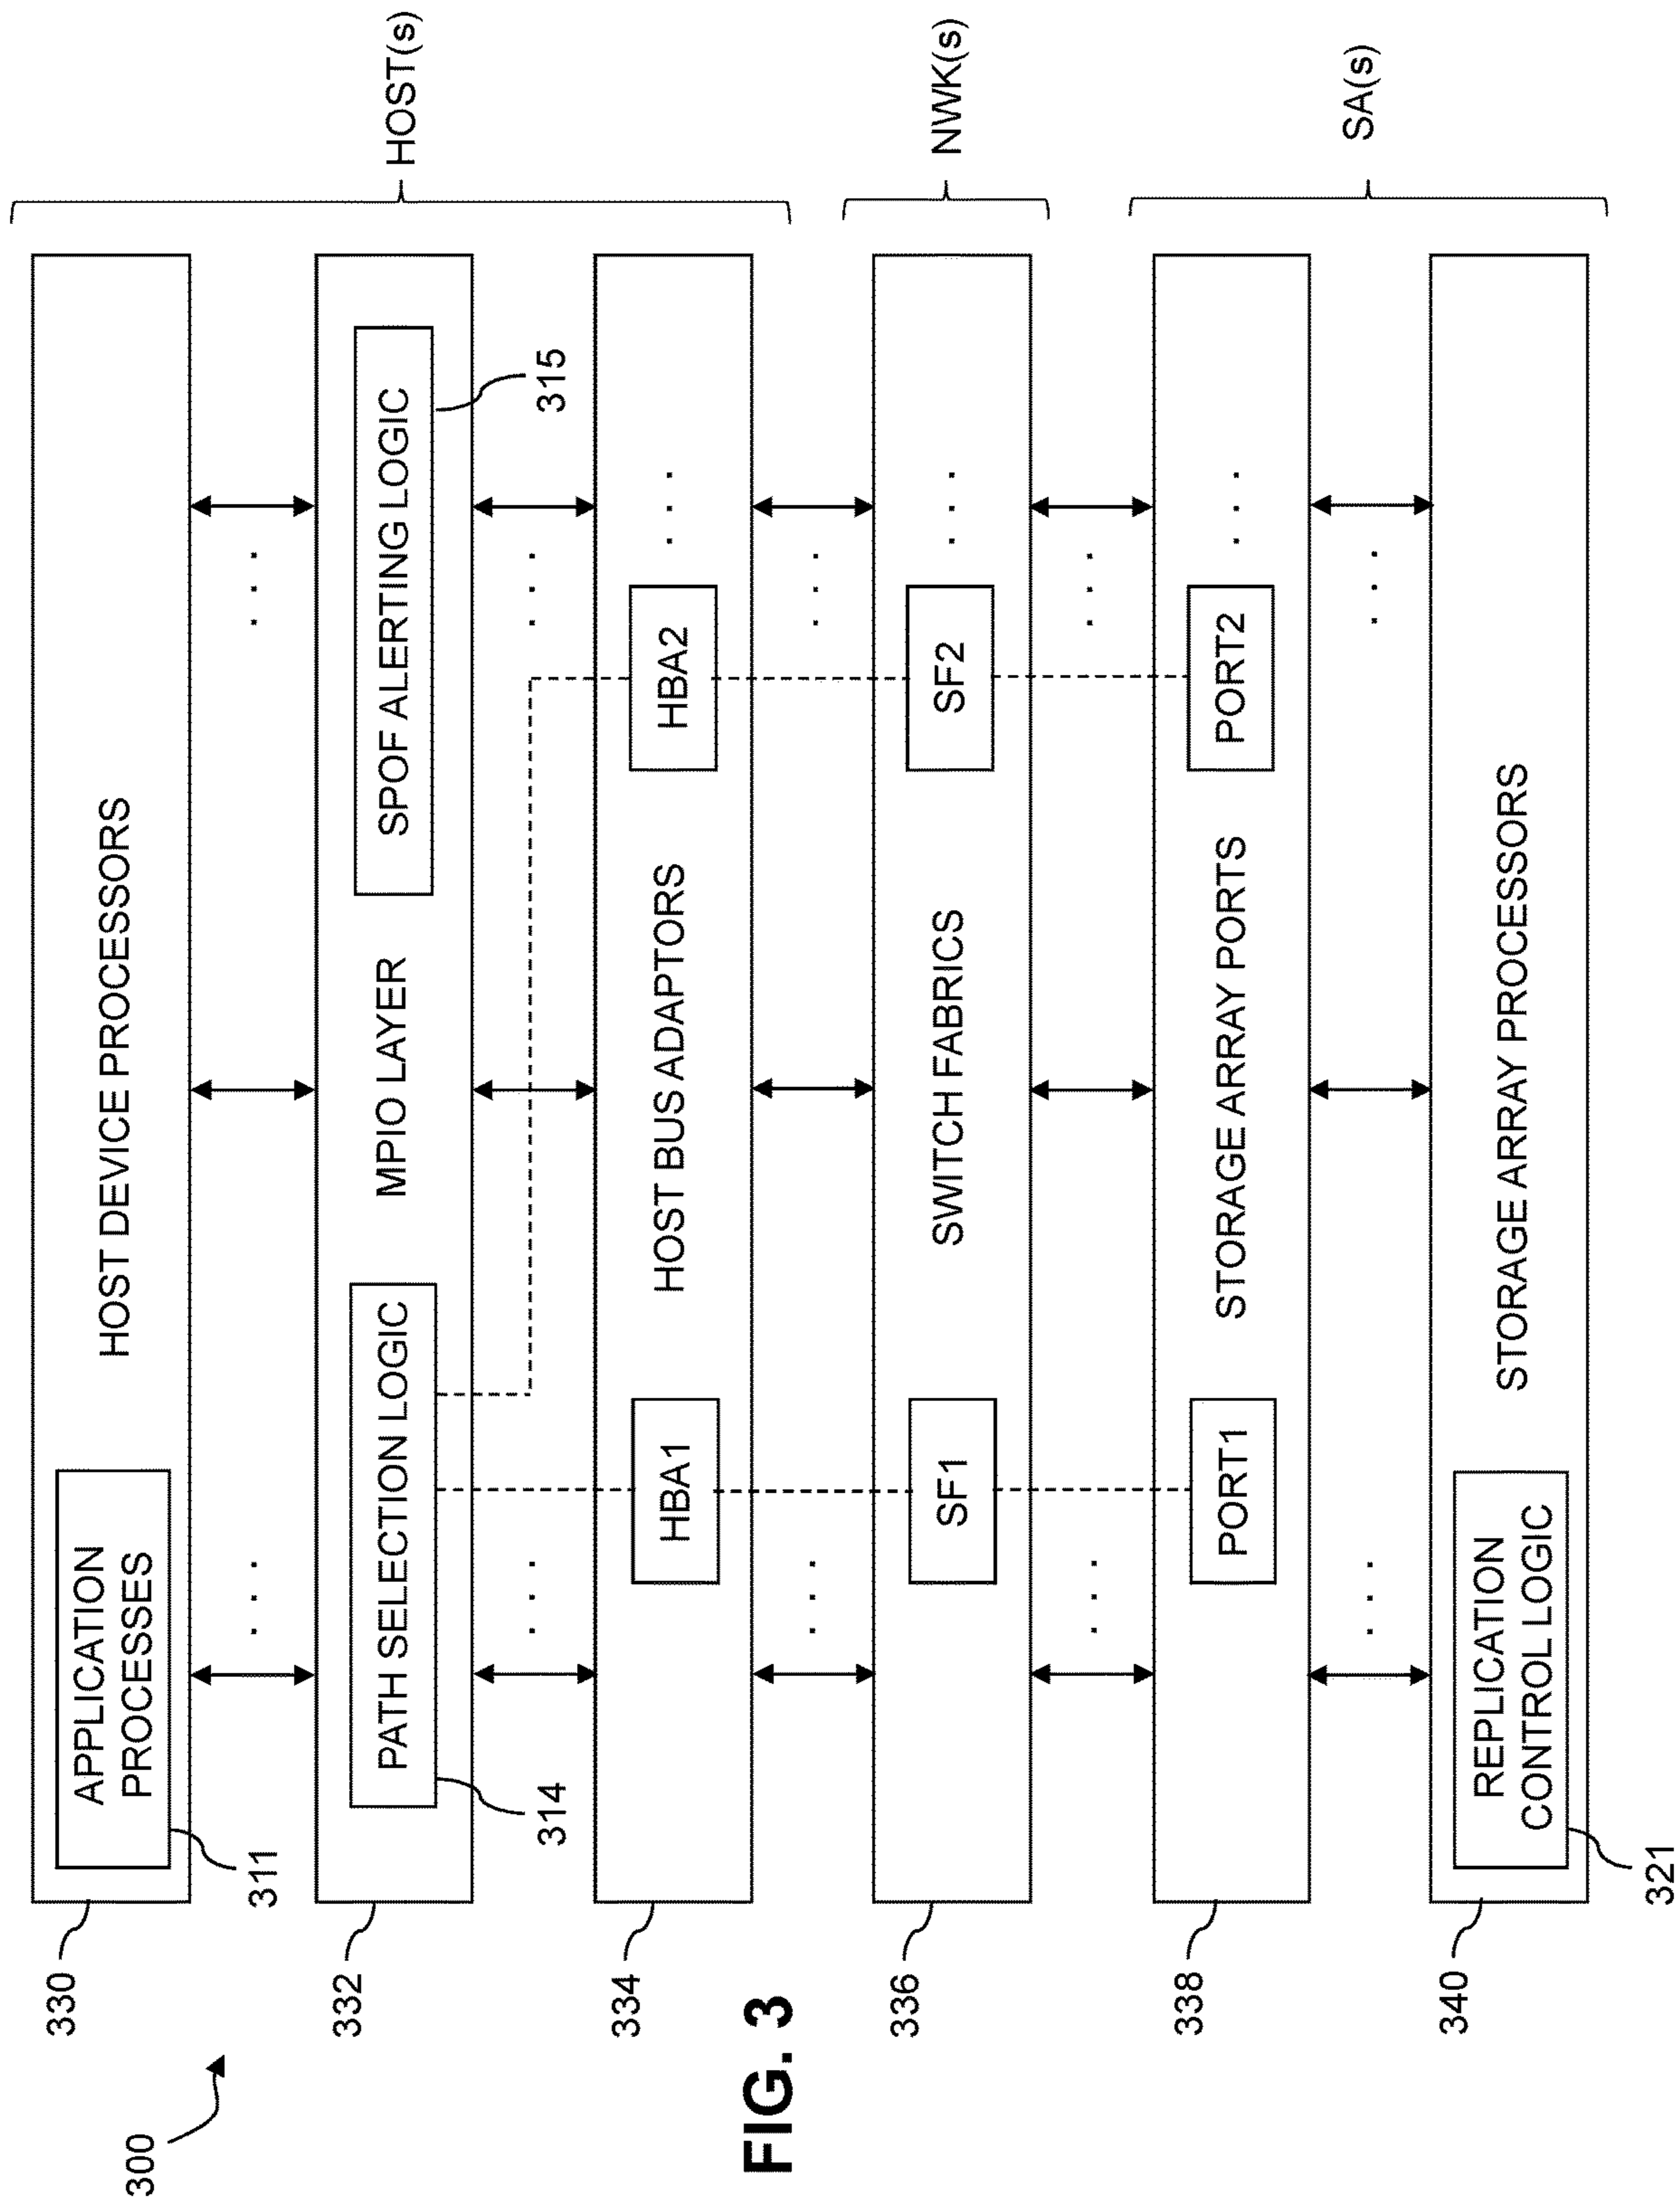 300
330
APPLICATION
PROCESSES
HOST DEVICE PROCESSORS
311
. . .
. . .
332
PATH SELECTION LOGIC
MPIO LAYER
SPOF ALERTING LOGIC
HOST(s)
314
. . .
. . .
315
334
HBA1
HOST BUS ADAPTORS
HBA2
. . .
. . .
. . .
336
SF1
SWITCH FABRICS
SF2
. . .
NWK(s)
. . .
. . .
338
PORT1
STORAGE ARRAY PORTS
PORT2
. . .
. . .
. . .
SA(s)
340
REPLICATION
CONTROL LOGIC
STORAGE ARRAY PROCESSORS
321
FIG. 3